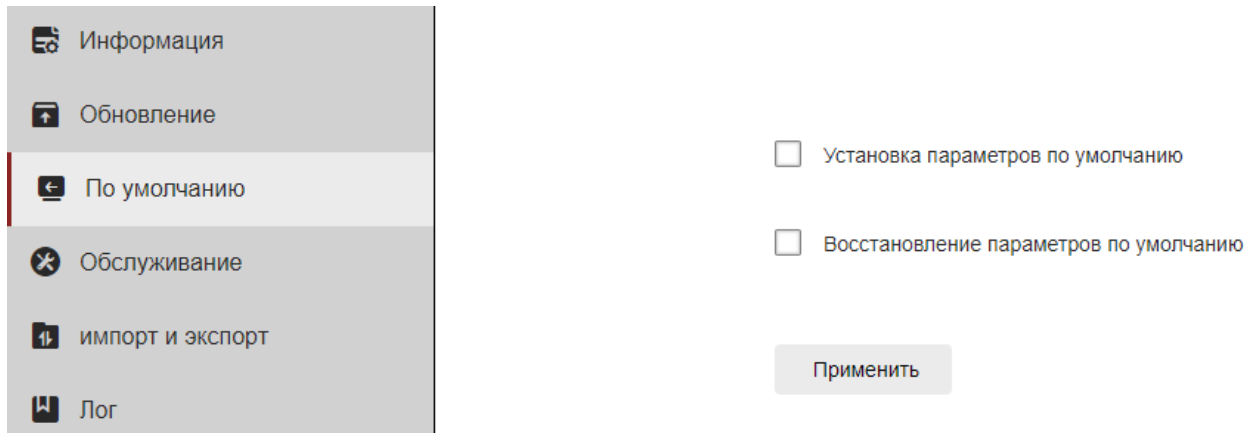 Информация
Обновление
По умолчанию
Обслуживание
импорт и экспорт
Лог
Установка параметров по умолчанию
Восстановление параметров по умолчанию
Применить